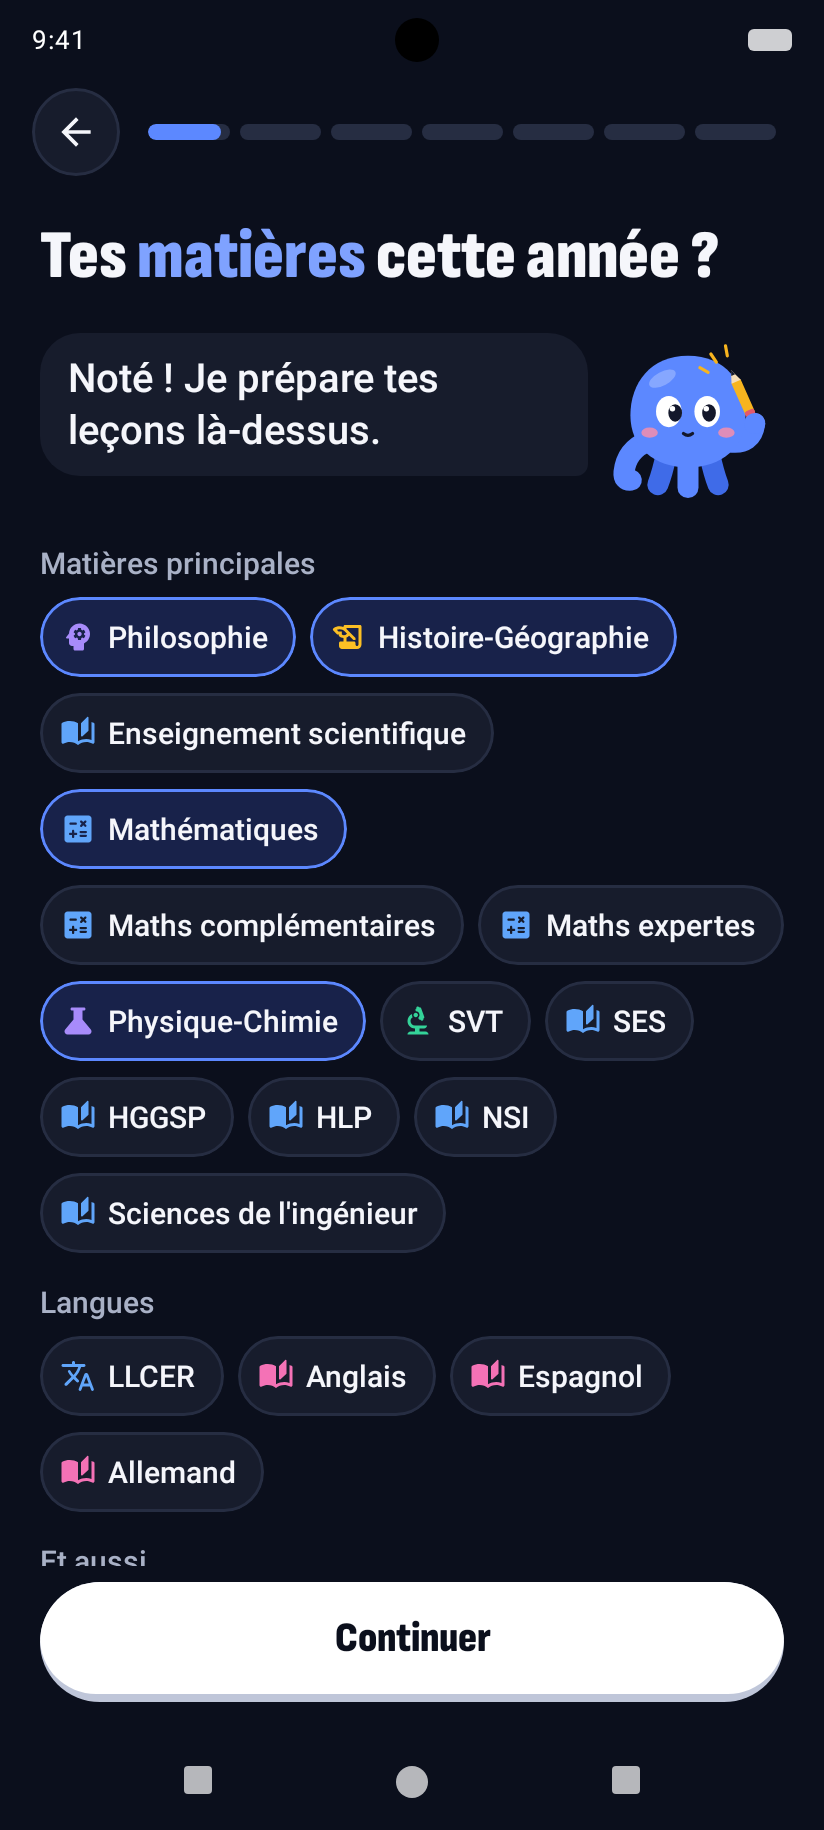 9:41
Tes matières cette année ?
Noté ! Je prépare tes
leçons là-dessus.
Matières principales
Philosophie
Histoire-Géographie
Enseignement scientifique
Mathématiques
Maths complémentaires
Maths expertes
Physique-Chimie
SVT
SES
HGGSP
HLP
NSI
Sciences de l'ingénieur
Langues
LLCER
Anglais
Espagnol
Allemand
Et aussi
Continuer